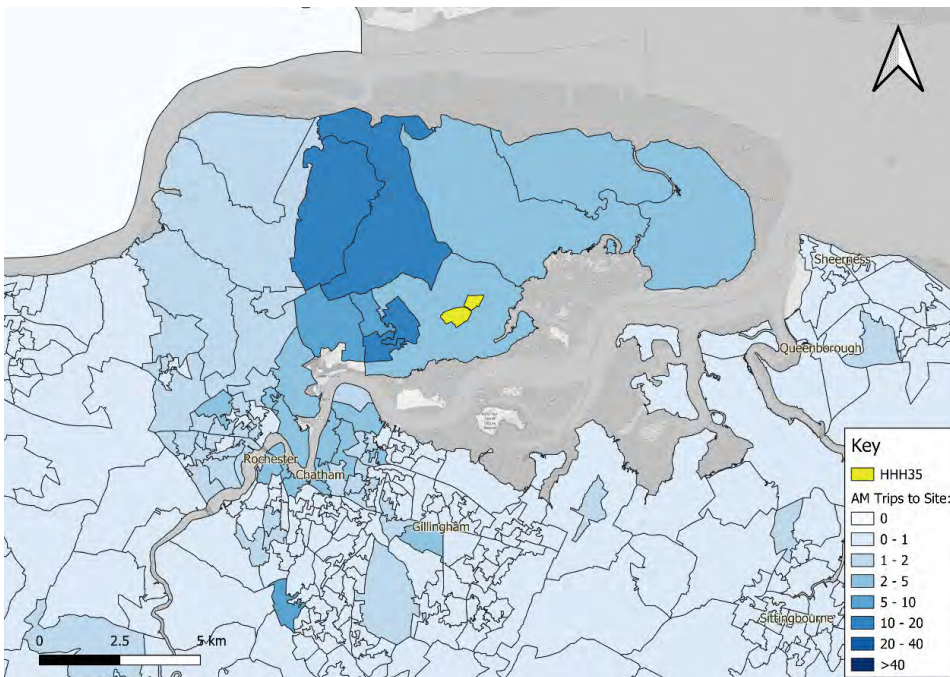 Sheerness
Queenborough
Rochester
Chatham
Gillingham
Sittingbourne
Key
HHH35
AM Trips to Site:
0
0 - 1
1 - 2
2 - 5
5 - 10
10 - 20
20 - 40
>40
0 2.5 5 km